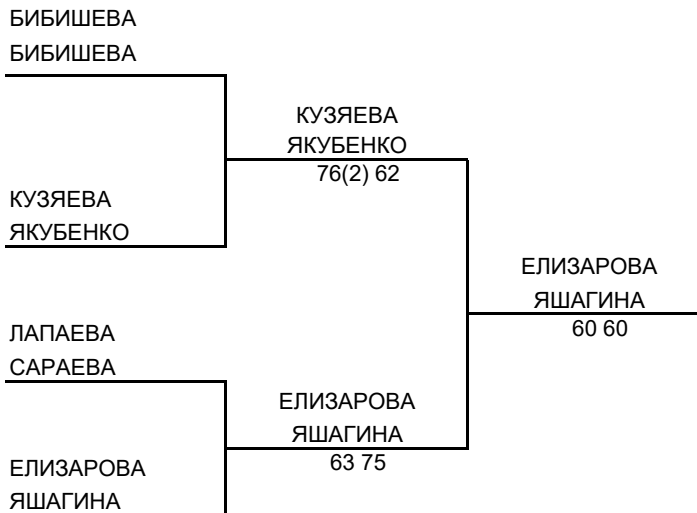 БИБИШЕВА
БИБИШЕВА
КУЗЯЕВА
ЯКУБЕНКО
76(2) 62
КУЗЯЕВА
ЯКУБЕНКО
ЕЛИЗАРОВА
ЯШАГИНА
60 60
ЛАПАЕВА
САРАЕВА
ЕЛИЗАРОВА
ЯШАГИНА
63 75
ЕЛИЗАРОВА
ЯШАГИНА